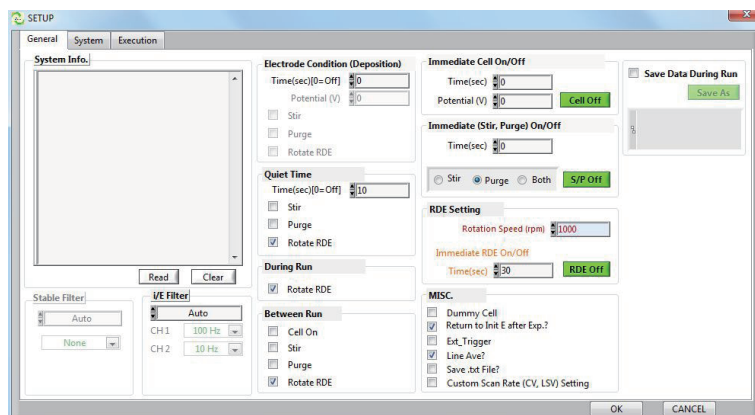 SETUP
General System Execution
System Info.
Read Clear
Stable Filter
Auto
None
i/E Filter
Auto
CH 1 100 Hz
CH 2 10 Hz
Electrode Condition (Deposition)
Time(sec)[0=Off] 0
Potential (V) 0
Stir
Purge
Rotate RDE
Quiet Time
Time(sec)[0=Off] 10
Stir
Purge
Rotate RDE
During Run
Rotate RDE
Between Run
Cell On
Stir
Purge
Rotate RDE
Immediate Cell On/Off
Time(sec) 0
Potential (V) 0 Cell Off
Immediate (Stir, Purge) On/Off
Time(sec) 0
Stir Purge Both S/P Off
RDE Setting
Rotation Speed (rpm) 1000
Immediate RDE On/Off
Time(sec) 30 RDE Off
MISC.
Dummy Cell
Return to Init E after Exp.?
Ext_Trigger
Line Ave?
Save .txt File?
Custom Scan Rate (CV, LSV) Setting
Save Data During Run
Save As
OK CANCEL